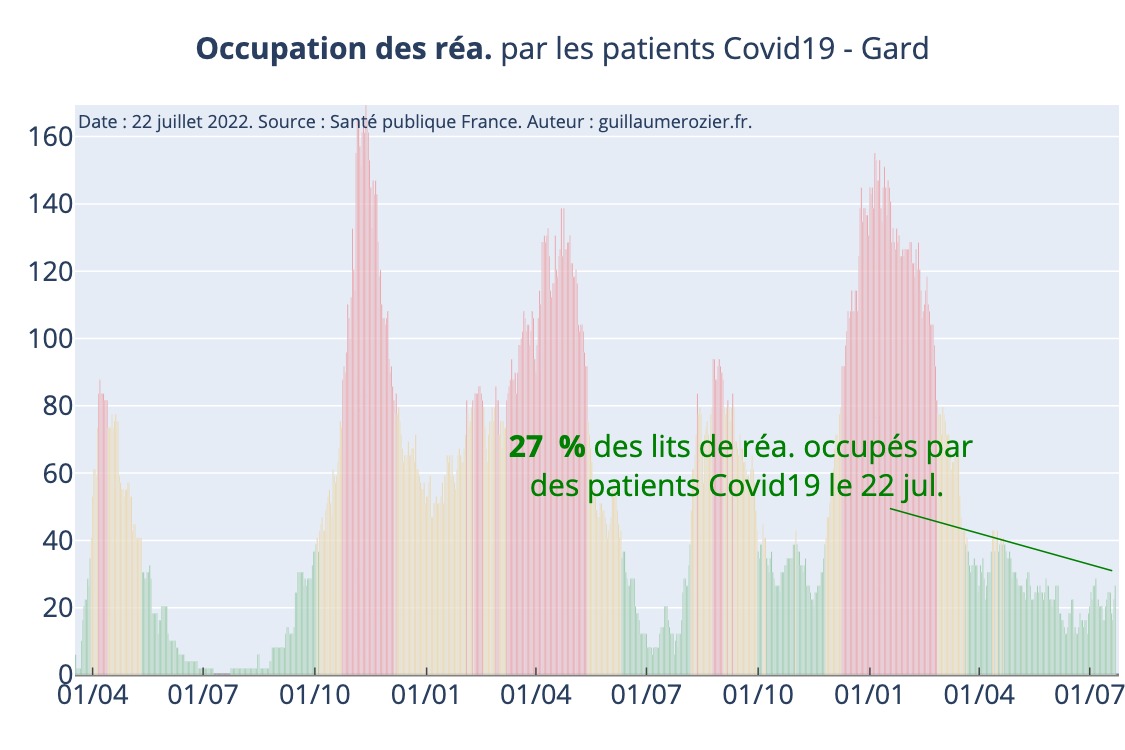 Occupation des réa. par les patients Covid19 - Gard
Date : 22 juillet 2022. Source : Santé publique France. Auteur : guillaumerozier.fr.
160
140
120
100
80
60
40
20
0
27 % des lits de réa. occupés par
des patients Covid19 le 22 jul.
01/04 01/07 01/10 01/01 01/04 01/07 01/10 01/01 01/04 01/07